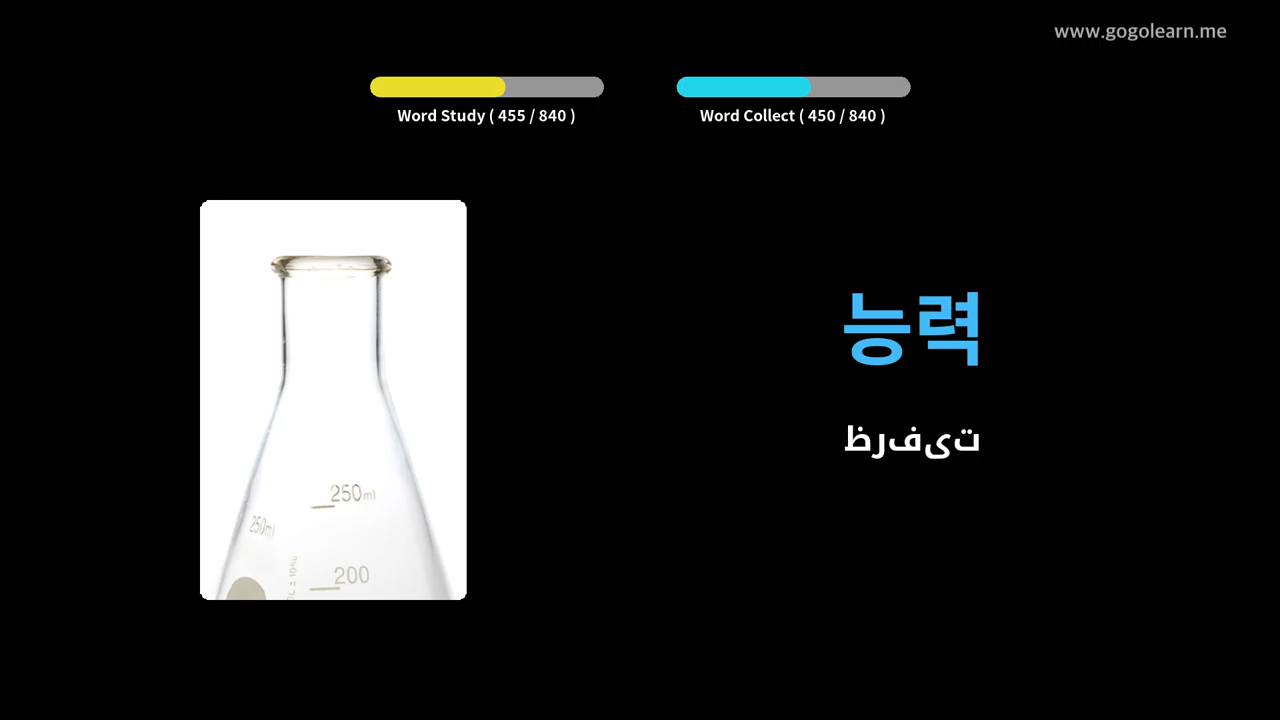 www.gogolearn.me
Word Study ( 455 / 840 )
Word Collect ( 450 / 840 )
능력
ظرفیت
250ml
250ml
200